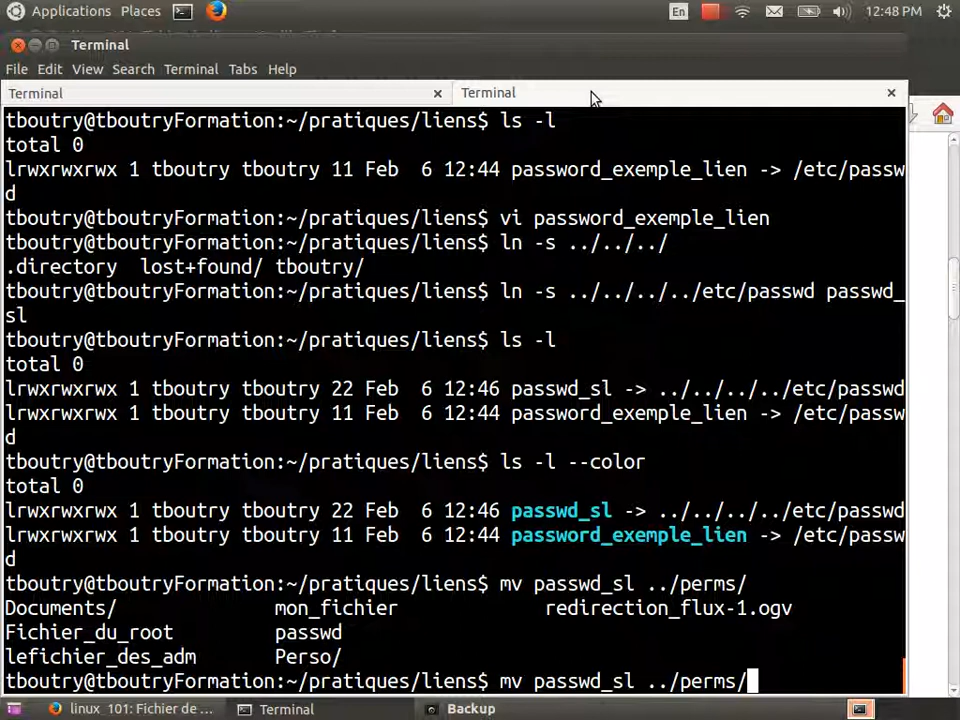 Applications Places En 12:48 PM
Terminal
File Edit View Search Terminal Tabs Help
Terminal Terminal
tboutry@tboutryFormation:~/pratiques/liens$ ls -l
total 0
lrwxrwxrwx 1 tboutry tboutry 11 Feb  6 12:44 password_exemple_lien -> /etc/passw
d
tboutry@tboutryFormation:~/pratiques/liens$ vi password_exemple_lien
tboutry@tboutryFormation:~/pratiques/liens$ ln -s ../../../
.directory  lost+found/ tboutry/
tboutry@tboutryFormation:~/pratiques/liens$ ln -s ../../../../etc/passwd passwd_
sl
tboutry@tboutryFormation:~/pratiques/liens$ ls -l
total 0
lrwxrwxrwx 1 tboutry tboutry 22 Feb  6 12:46 passwd_sl -> ../../../../etc/passwd
lrwxrwxrwx 1 tboutry tboutry 11 Feb  6 12:44 password_exemple_lien -> /etc/passw
d
tboutry@tboutryFormation:~/pratiques/liens$ ls -l --color
total 0
lrwxrwxrwx 1 tboutry tboutry 22 Feb  6 12:46 passwd_sl -> ../../../../etc/passwd
lrwxrwxrwx 1 tboutry tboutry 11 Feb  6 12:44 password_exemple_lien -> /etc/passw
d
tboutry@tboutryFormation:~/pratiques/liens$ mv passwd_sl ../perms/
Documents/              mon_fichier             redirection_flux-1.ogv
Fichier_du_root         passwd
lefichier_des_adm       Perso/
tboutry@tboutryFormation:~/pratiques/liens$ mv passwd_sl ../perms/
linux_101: Fichier de ... Terminal Backup